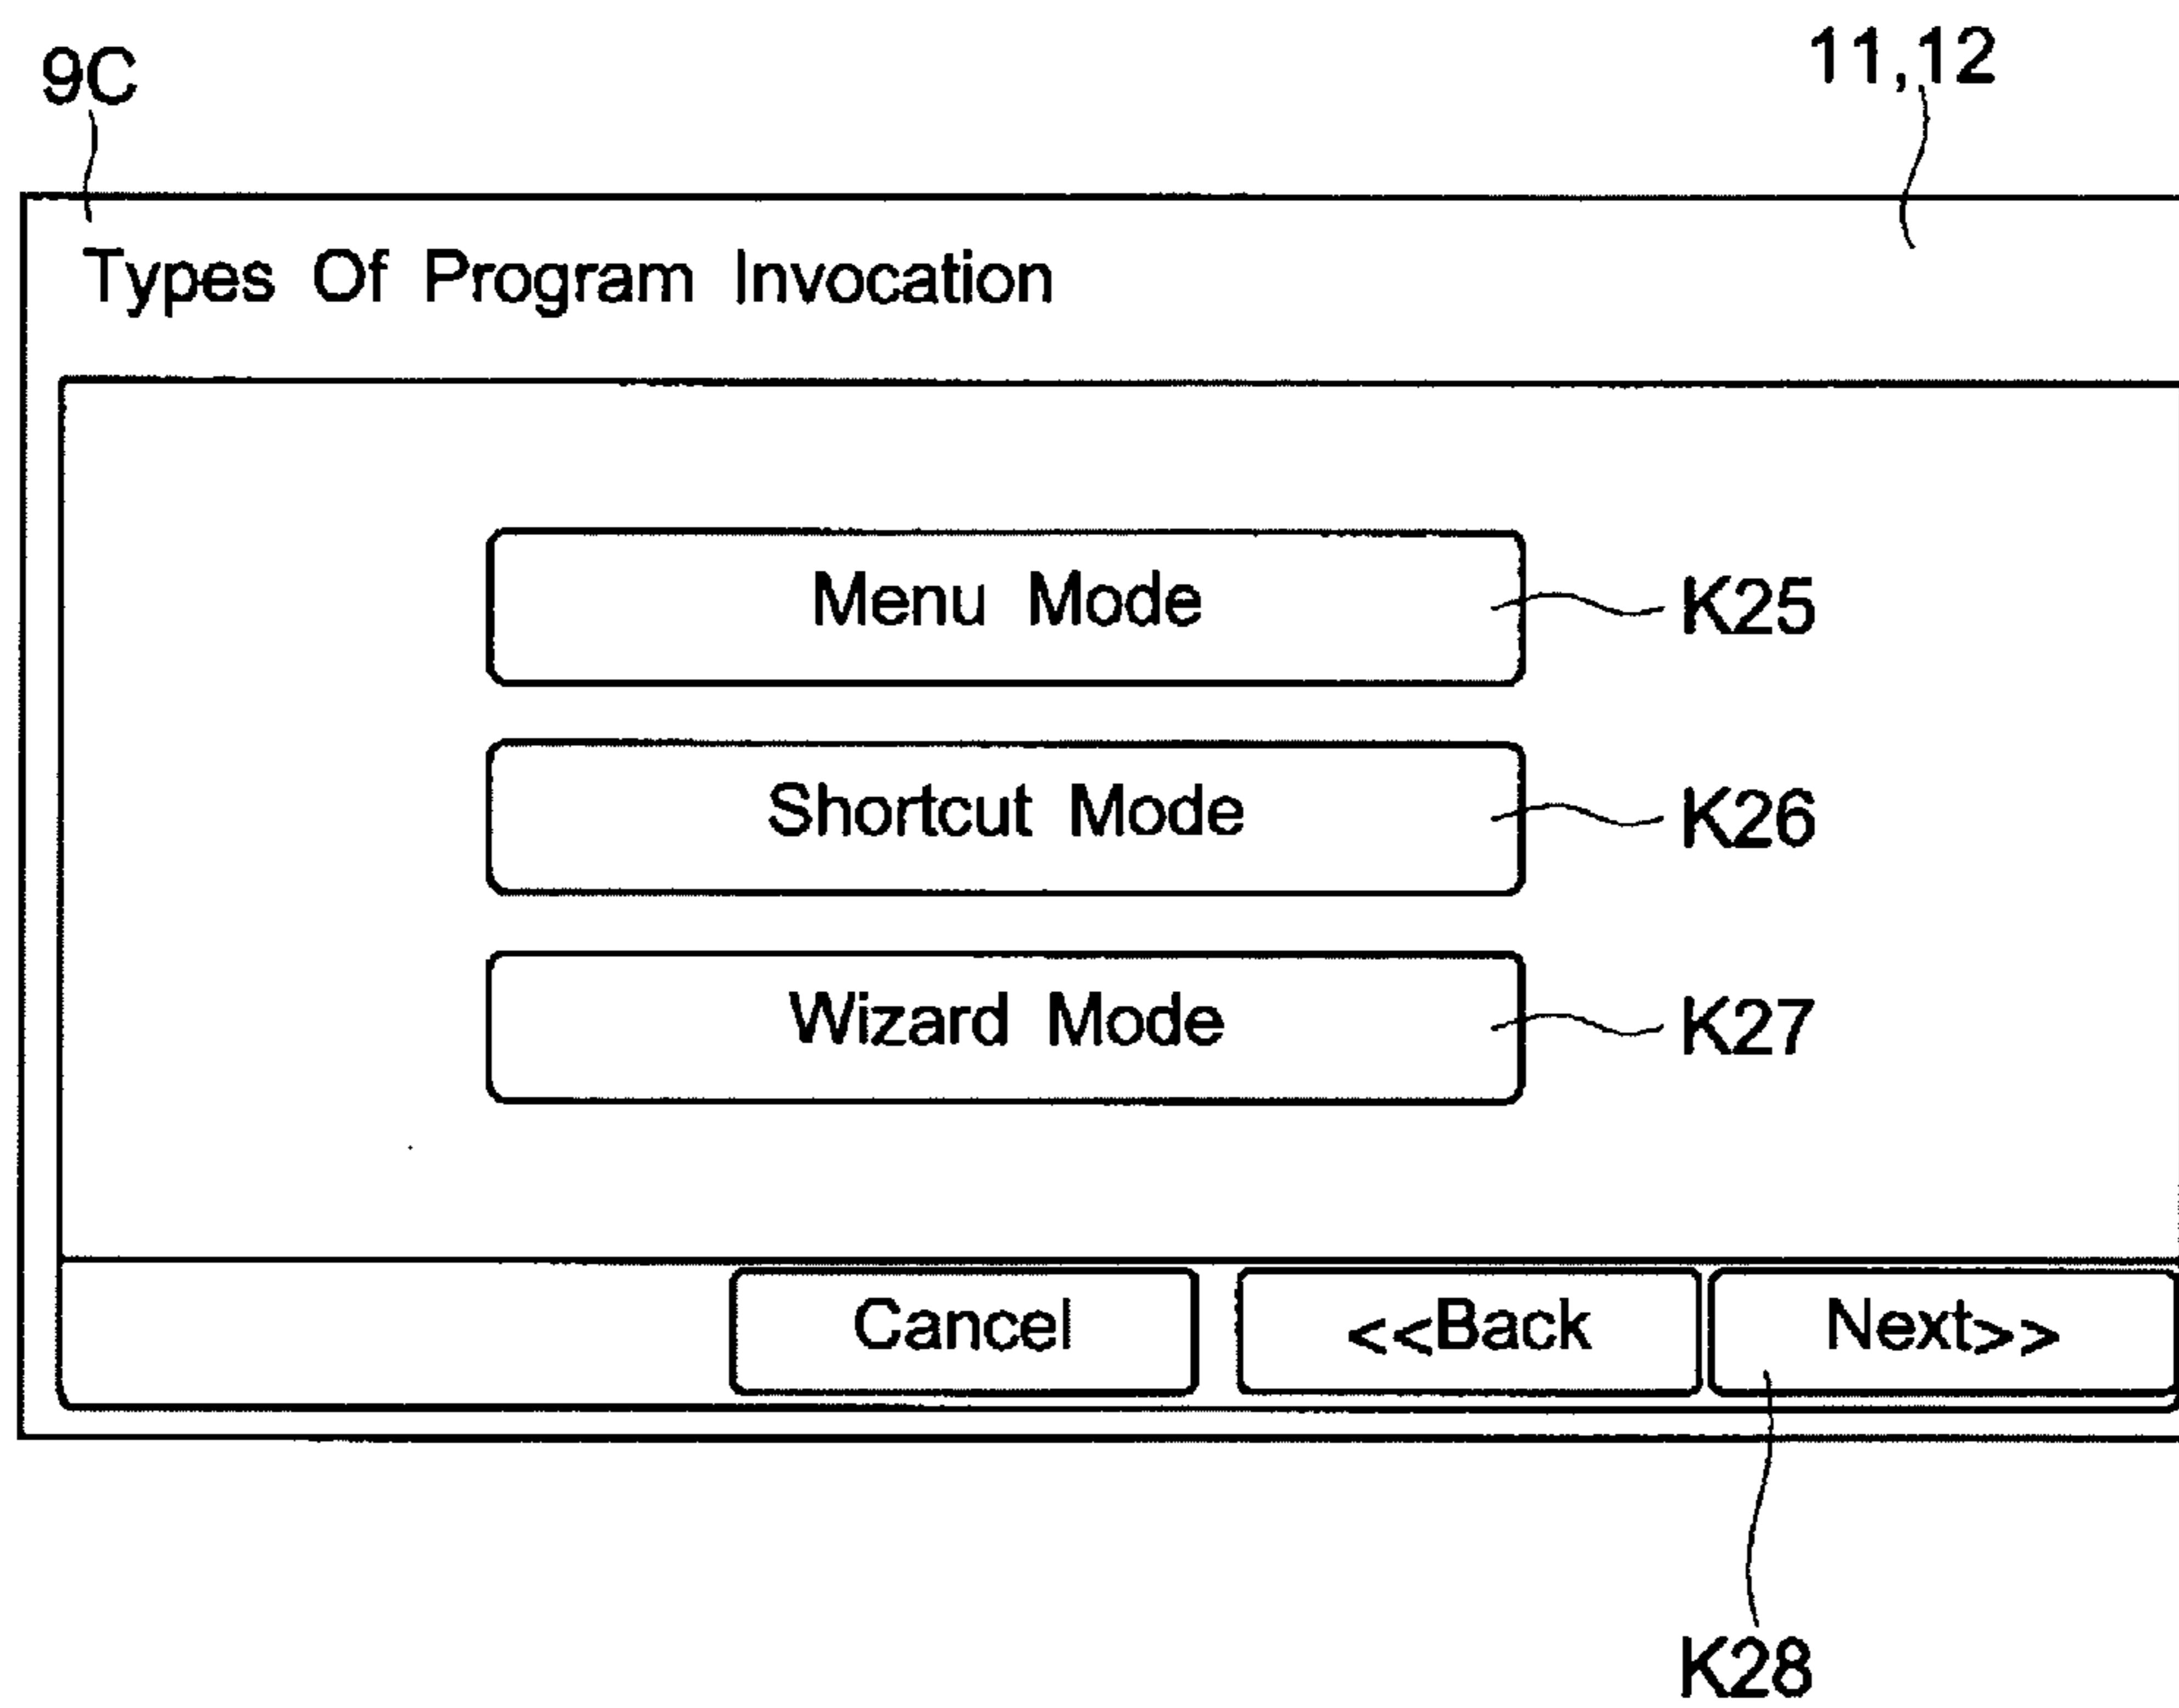 9C 11,12
Types Of Program Invocation
Menu Mode K25
Shortcut Mode K26
Wizard Mode K27
Cancel <<Back Next>>
K28